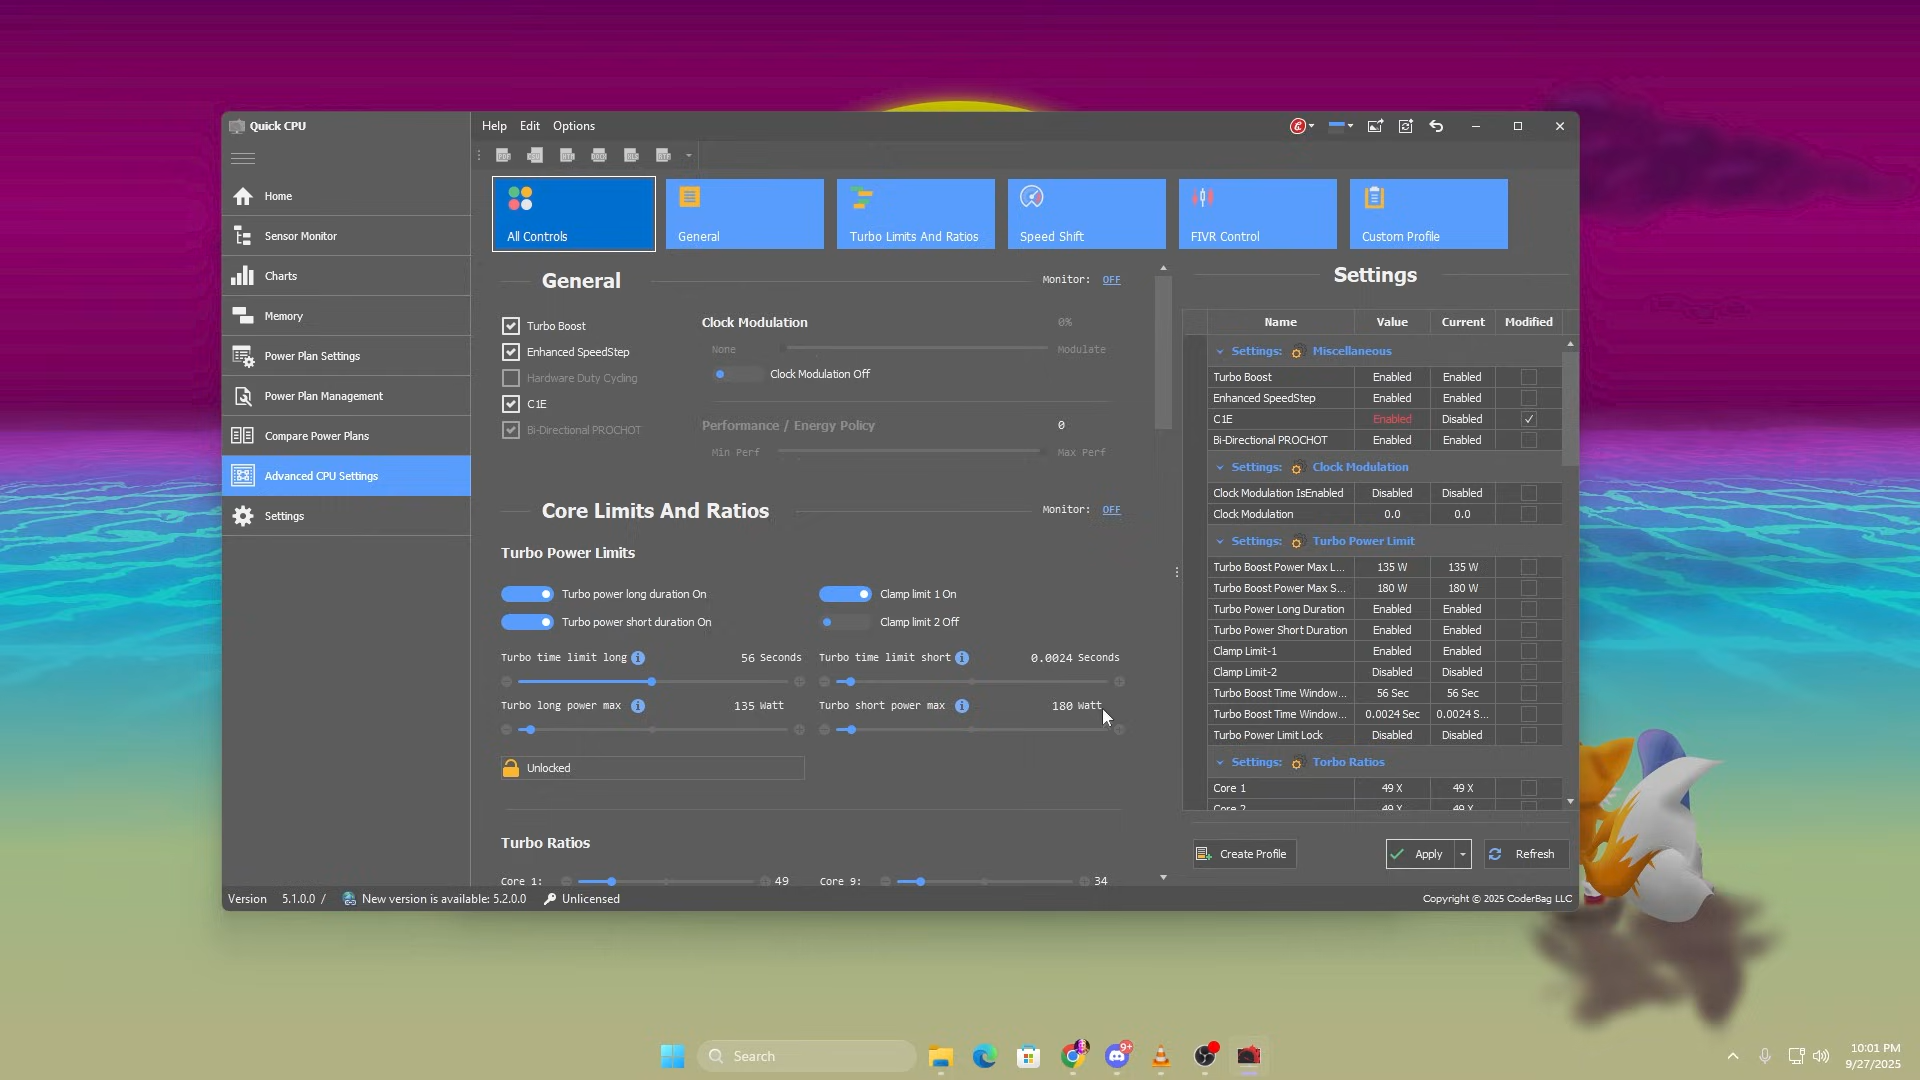 Quick CPU
Help Edit Options
Home
Sensor Monitor
Charts
Memory
Power Plan Settings
Power Plan Management
Compare Power Plans
Advanced CPU Settings
Settings
All Controls
General
Turbo Limits And Ratios
Speed Shift
FIVR Control
Custom Profile
General
Monitor: OFF
Turbo Boost
Enhanced SpeedStep
Hardware Duty Cycling
C1E
Bi-Directional PROCHOT
Clock Modulation 0%
None Modulate
Clock Modulation Off
Performance / Energy Policy 0
Min Perf Max Perf
Core Limits And Ratios
Monitor: OFF
Turbo Power Limits
Turbo power long duration On Clamp limit 1 On
Turbo power short duration On Clamp limit 2 Off
Turbo time limit long 56 Seconds Turbo time limit short 0.0024 Seconds
Turbo long power max 135 Watt Turbo short power max 180 Watt
Unlocked
Turbo Ratios
Core 1: 49 Core 9: 34
Settings
Name Value Current Modified
Settings: Miscellaneous
Turbo Boost Enabled Enabled
Enhanced SpeedStep Enabled Enabled
C1E Enabled Disabled
Bi-Directional PROCHOT Enabled Enabled
Settings: Clock Modulation
Clock Modulation IsEnabled Disabled Disabled
Clock Modulation 0.0 0.0
Settings: Turbo Power Limit
Turbo Boost Power Max L... 135 W 135 W
Turbo Boost Power Max S... 180 W 180 W
Turbo Power Long Duration Enabled Enabled
Turbo Power Short Duration Enabled Enabled
Clamp Limit-1 Enabled Enabled
Clamp Limit-2 Disabled Disabled
Turbo Boost Time Window... 56 Sec 56 Sec
Turbo Boost Time Window... 0.0024 Sec 0.0024 S...
Turbo Power Limit Lock Disabled Disabled
Settings: Torbo Ratios
Core 1 49 X 49 X
Core 2 49 X 49 X
Create Profile Apply Refresh
Version 5.1.0.0 / New version is available: 5.2.0.0 Unlicensed
Copyright © 2025 CoderBag LLC
Search
9+
10:01 PM
9/27/2025